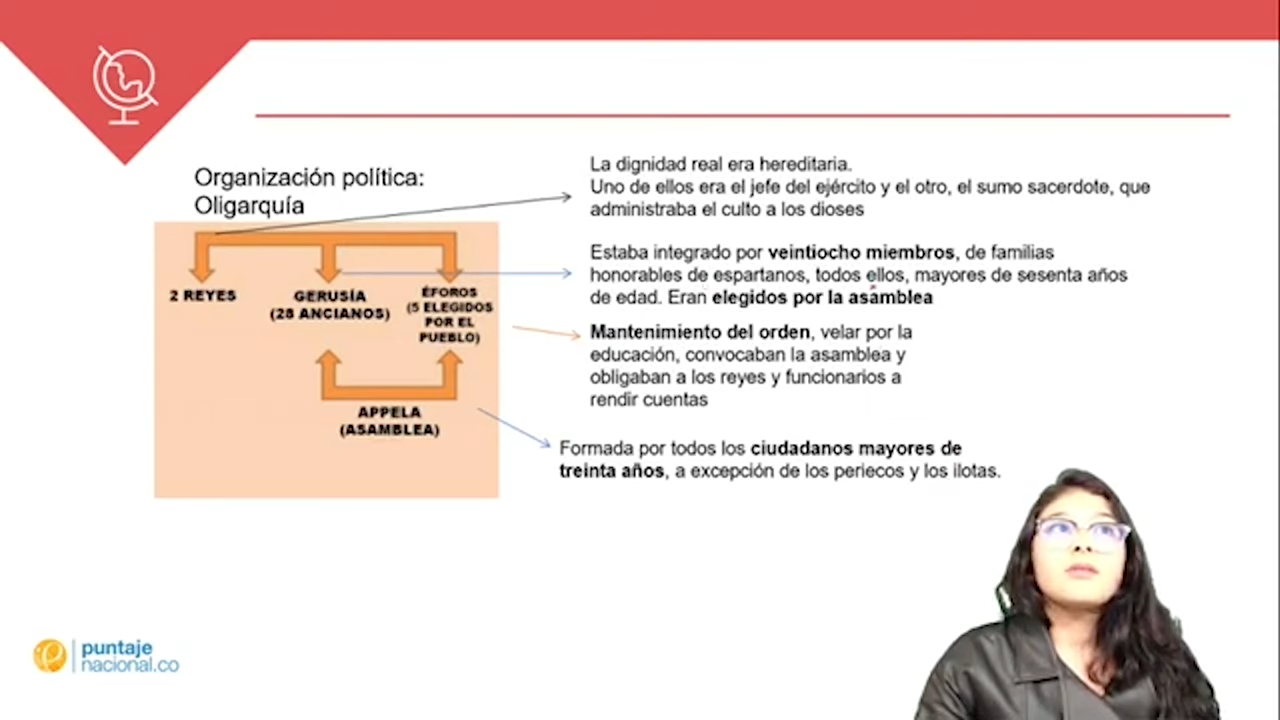 Organización política:
Oligarquía
2 REYES
GERUSÍA
(28 ANCIANOS)
ÉFOROS
(5 ELEGIDOS
POR EL
PUEBLO)
APPELA
(ASAMBLEA)
La dignidad real era hereditaria.
Uno de ellos era el jefe del ejército y el otro, el sumo sacerdote, que
administraba el culto a los dioses
Estaba integrado por veintiocho miembros, de familias
honorables de espartanos, todos ellos, mayores de sesenta años
de edad. Eran elegidos por la asamblea
Mantenimiento del orden, velar por la
educación, convocaban la asamblea y
obligaban a los reyes y funcionarios a
rendir cuentas
Formada por todos los ciudadanos mayores de
treinta años, a excepción de los periecos y los ilotas.
puntaje
nacional.co